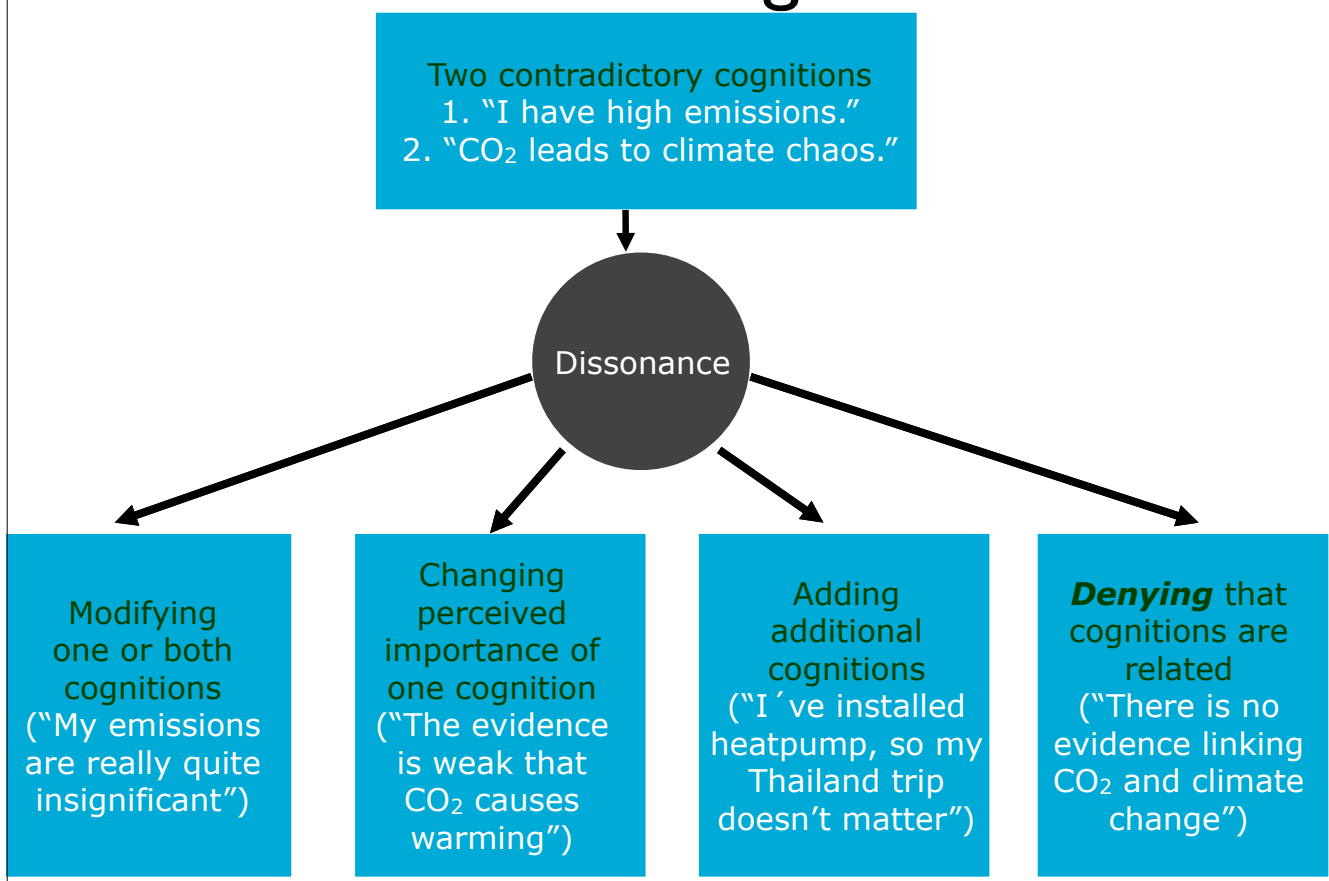 Two contradictory cognitions
1. “I have high emissions.”
2. “CO₂ leads to climate chaos.”
Dissonance
Modifying
one or both
cognitions
(“My emissions
are really quite
insignificant”)
Changing
perceived
importance of
one cognition
(“The evidence
is weak that
CO₂ causes
warming”)
Adding
additional
cognitions
(“I´ve installed
heatpump, so my
Thailand trip
doesn’t matter”)
Denying that
cognitions are
related
(“There is no
evidence linking
CO₂ and climate
change”)